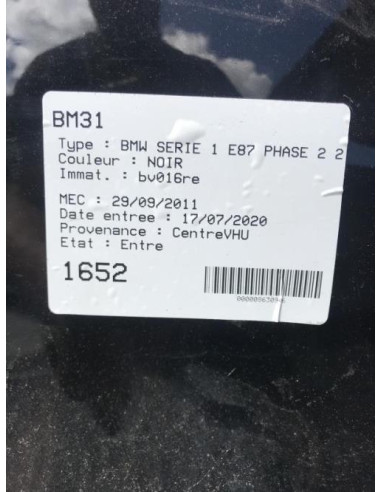 BM31
Type : BMW SERIE 1 E87 PHASE 2 2
Couleur : NOIR
Immat. : bv016re
MEC : 29/09/2011
Date entree : 17/07/2020
Provenance : CentreVHU
Etat : Entre
1652